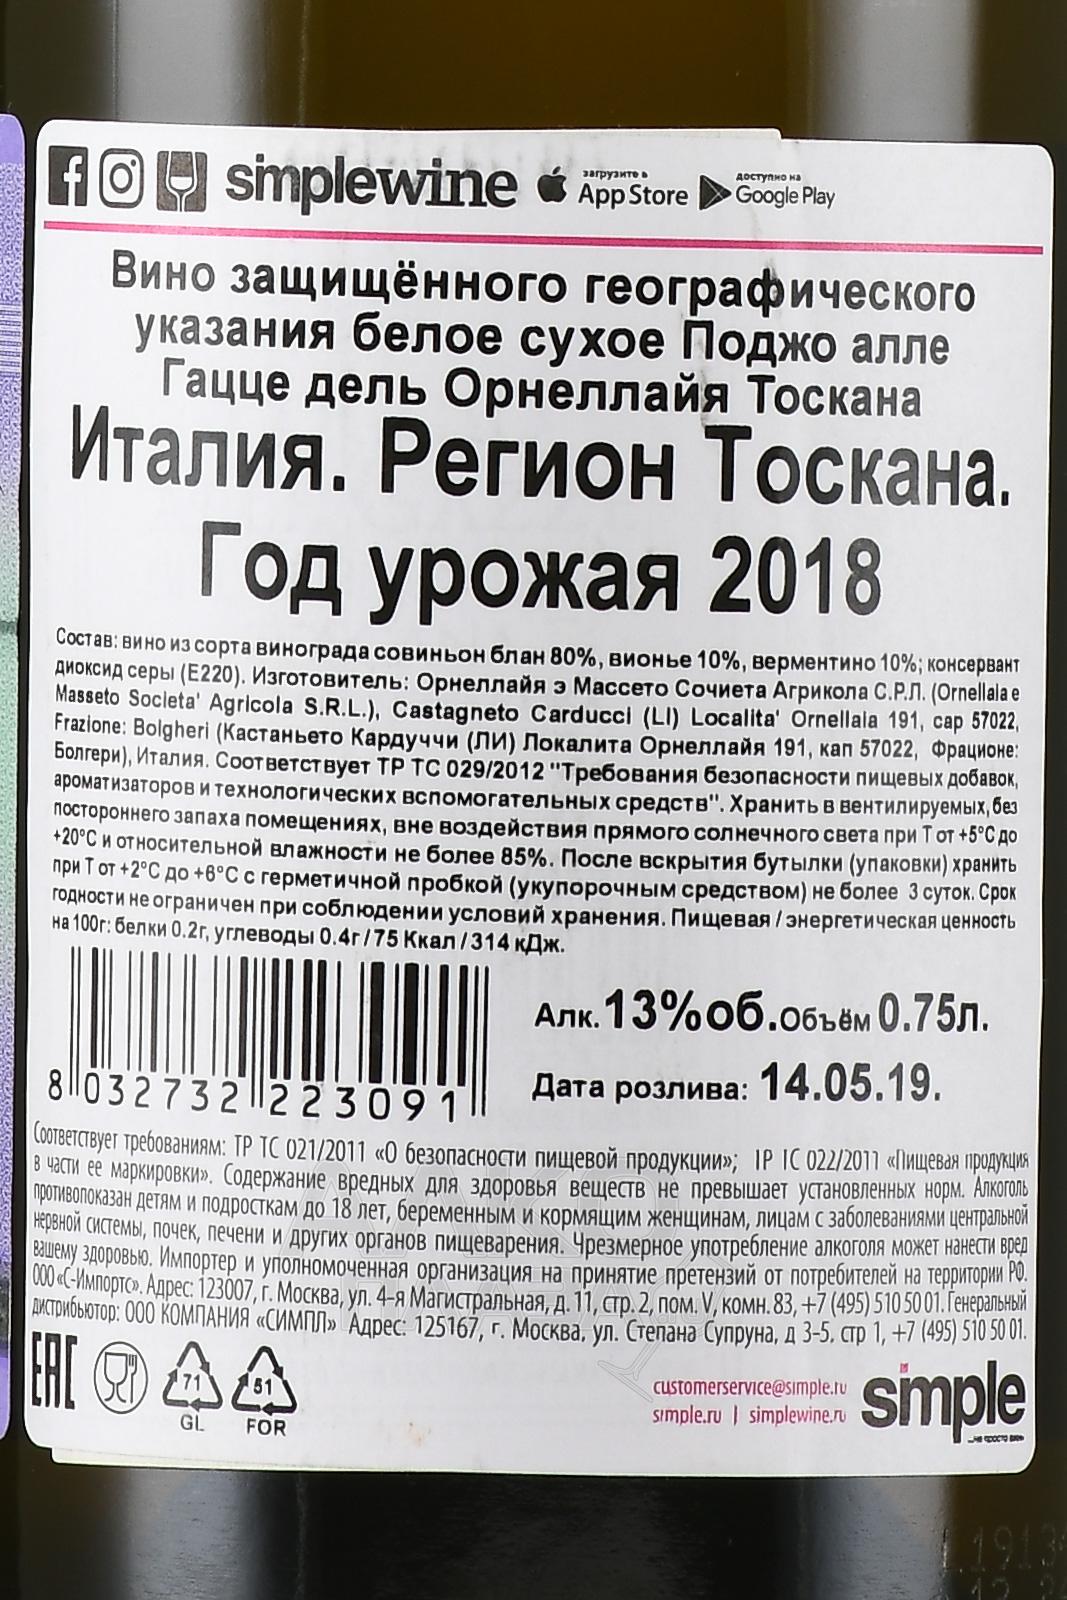 simplewine загрузите в App Store доступно на Google Play
Вино защищённого географического
указания белое сухое Поджо алле
Гацце дель Орнеллайя Тоскана
Италия. Регион Тоскана.
Год урожая 2018
Состав: вино из сорта винограда совиньон блан 80%, вионье 10%, верментино 10%; консервант
диоксид серы (Е220). Изготовитель: Орнеллайя э Массето Сочиета Агрикола С.Р.Л. (Ornellaia e
Masseto Societa' Agricola S.R.L.), Castagneto Carducci (LI) Localita' Ornellaia 191, cap 57022,
Frazione: Bolgheri (Кастаньето Кардуччи (ЛИ) Локалита Орнеллайя 191, кап 57022, Фрационе:
Болгери), Италия. Соответствует ТР ТС 029/2012 "Требования безопасности пищевых добавок,
ароматизаторов и технологических вспомогательных средств". Хранить в вентилируемых, без
постороннего запаха помещениях, вне воздействия прямого солнечного света при Т от +5°С до
+20°С и относительной влажности не более 85%. После вскрытия бутылки (упаковки) хранить
при Т от +2°С до +6°С с герметичной пробкой (укупорочным средством) не более 3 суток. Срок
годности не ограничен при соблюдении условий хранения. Пищевая / энергетическая ценность
на 100г: белки 0.2г, углеводы 0.4г / 75 Ккал / 314 кДж.
Алк. 13%об. Объём 0.75л.
Дата розлива: 14.05.19.
8 032732 223091
Соответствует требованиям: ТР ТС 021/2011 «О безопасности пищевой продукции»; ТР ТС 022/2011 «Пищевая продукция
в части ее маркировки». Содержание вредных для здоровья веществ не превышает установленных норм. Алкоголь
противопоказан детям и подросткам до 18 лет, беременным и кормящим женщинам, лицам с заболеваниями центральной
нервной системы, почек, печени и других органов пищеварения. Чрезмерное употребление алкоголя может нанести вред
вашему здоровью. Импортер и уполномоченная организация на принятие претензий от потребителей на территории РФ.
ООО «С-Импортс». Адрес: 123007, г. Москва, ул. 4-я Магистральная, д. 11, стр. 2, пом. V, комн. 83, +7 (495) 510 50 01. Генеральный
дистрибьютор: ООО КОМПАНИЯ «СИМПЛ» Адрес: 125167, г. Москва, ул. Степана Супруна, д 3-5. стр 1, +7 (495) 510 50 01.
EAC
71 GL
51 FOR
customerservice@simple.ru
simple.ru | simplewine.ru
simple
...не просто вино